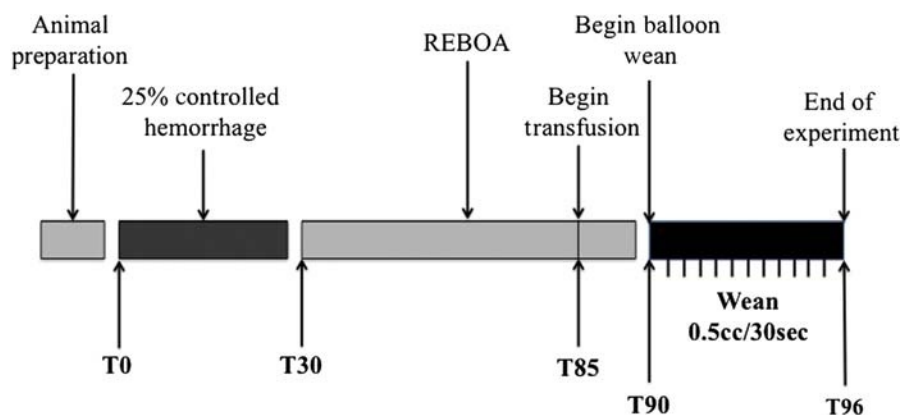 Animal
preparation
25% controlled
hemorrhage
REBOA
Begin
transfusion
Begin balloon
wean
End of
experiment
Wean
0.5cc/30sec
T0
T30
T85
T90
T96